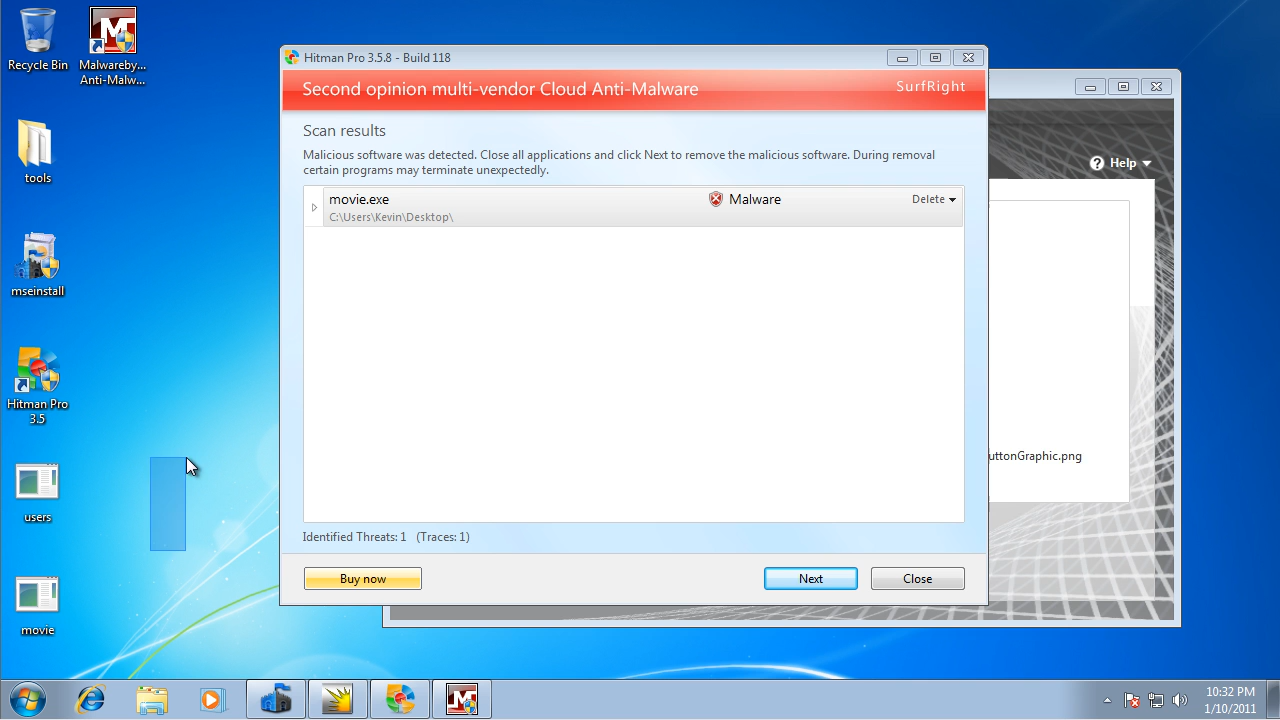 Recycle Bin
Malwareby...
Anti-Malw...
tools
mseinstall
Hitman Pro
3.5
users
movie
Hitman Pro 3.5.8 - Build 118
Second opinion multi-vendor Cloud Anti-Malware
SurfRight
Scan results
Malicious software was detected. Close all applications and click Next to remove the malicious software. During removal
certain programs may terminate unexpectedly.
movie.exe
Malware
Delete
C:\Users\Kevin\Desktop\
Identified Threats: 1 (Traces: 1)
Buy now
Next
Close
Help
uttonGraphic.png
10:32 PM
1/10/2011